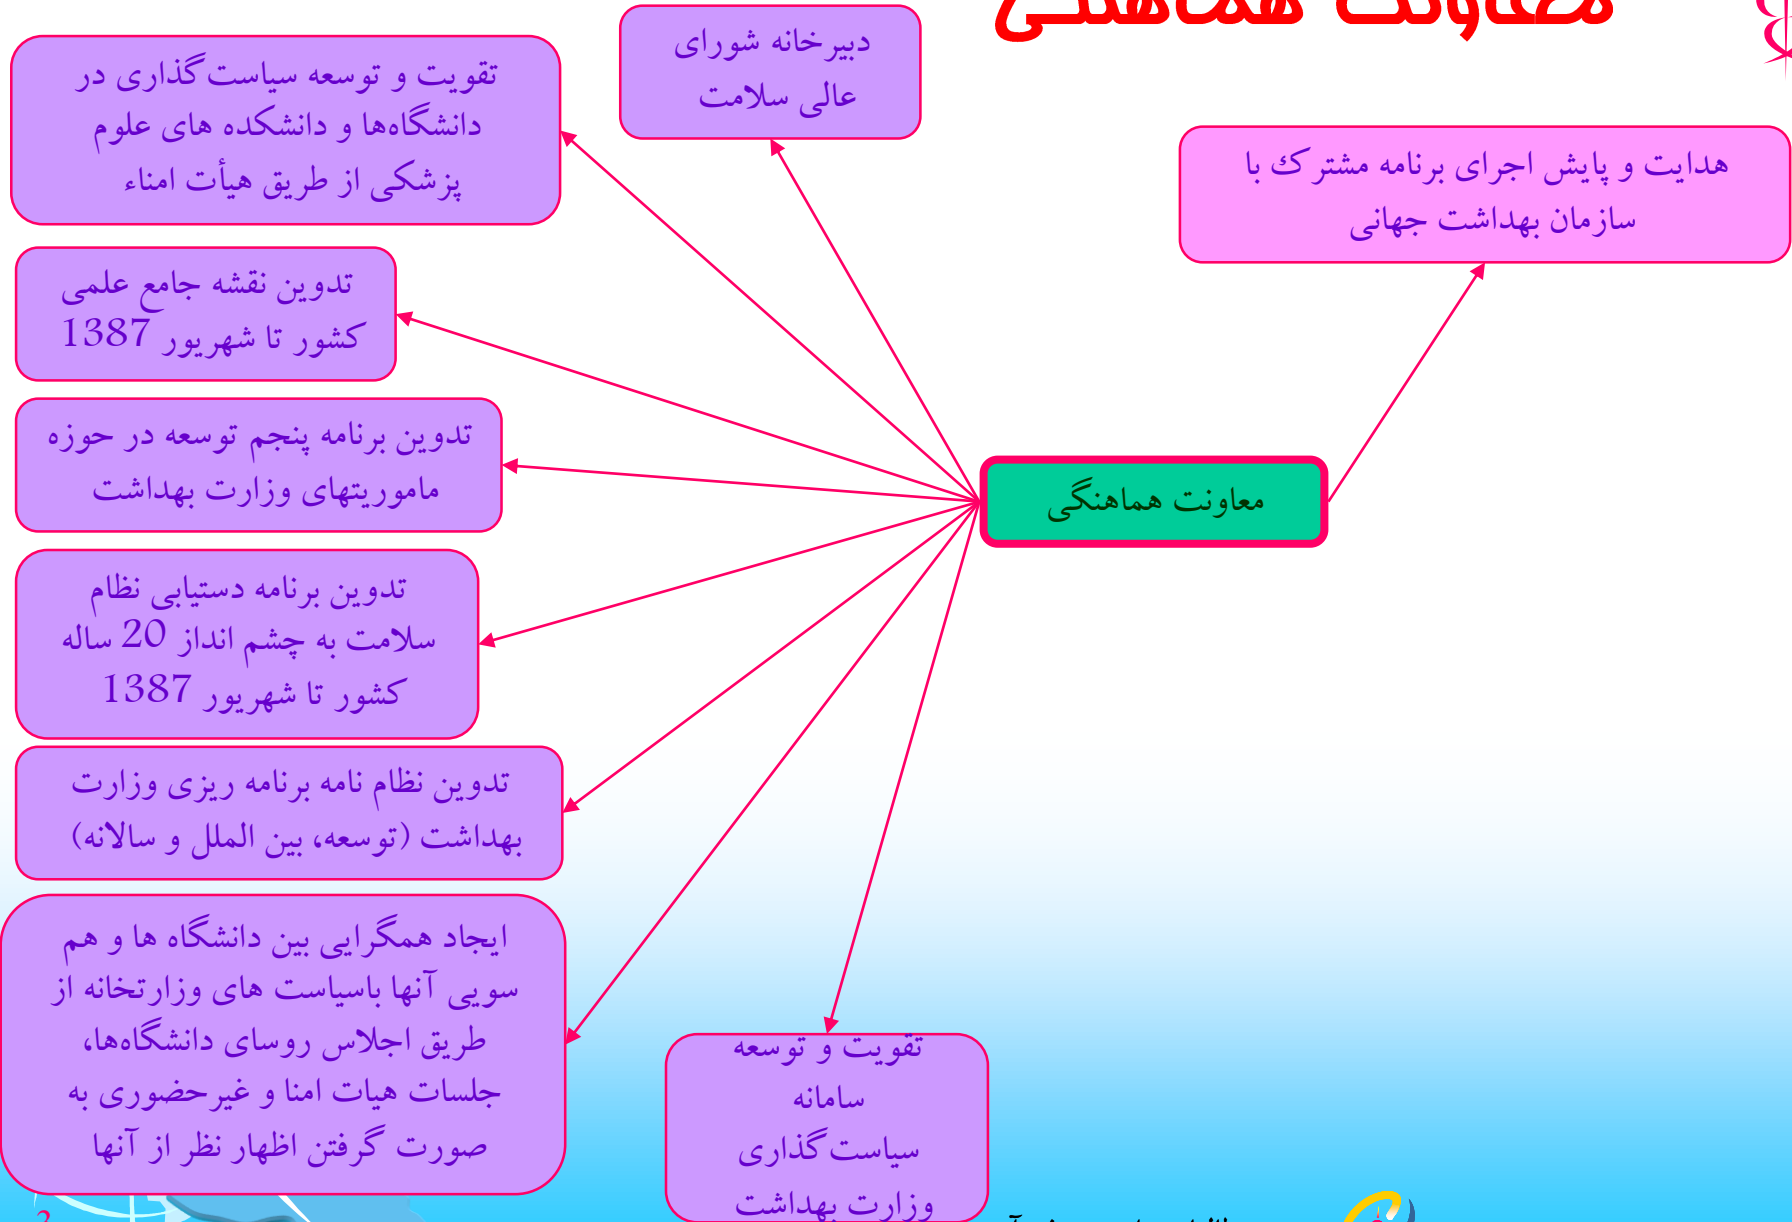 معاونت هماهنگی
دبیرخانه شورای
عالی سلامت
تقویت و توسعه سیاست‌گذاری در
دانشگاه‌ها و دانشکده های علوم
پزشکی از طریق هیأت امناء
هدایت و پایش اجرای برنامه مشترک با
سازمان بهداشت جهانی
تدوین نقشه جامع علمی
کشور تا شهریور 1387
تدوین برنامه پنجم توسعه در حوزه
ماموریتهای وزارت بهداشت
معاونت هماهنگی
تدوین برنامه دستیابی نظام
سلامت به چشم انداز 20 ساله
کشور تا شهریور 1387
تدوین نظام نامه برنامه ریزی وزارت
بهداشت (توسعه، بین الملل و سالانه)
ایجاد همگرایی بین دانشگاه ها و هم
سویی آنها باسیاست های وزارتخانه از
طریق اجلاس روسای دانشگاه‌ها،
جلسات هیات امنا و غیرحضوری به
صورت گرفتن اظهار نظر از آنها
تقویت و توسعه
سامانه
سیاست‌گذاری
وزارت بهداشت